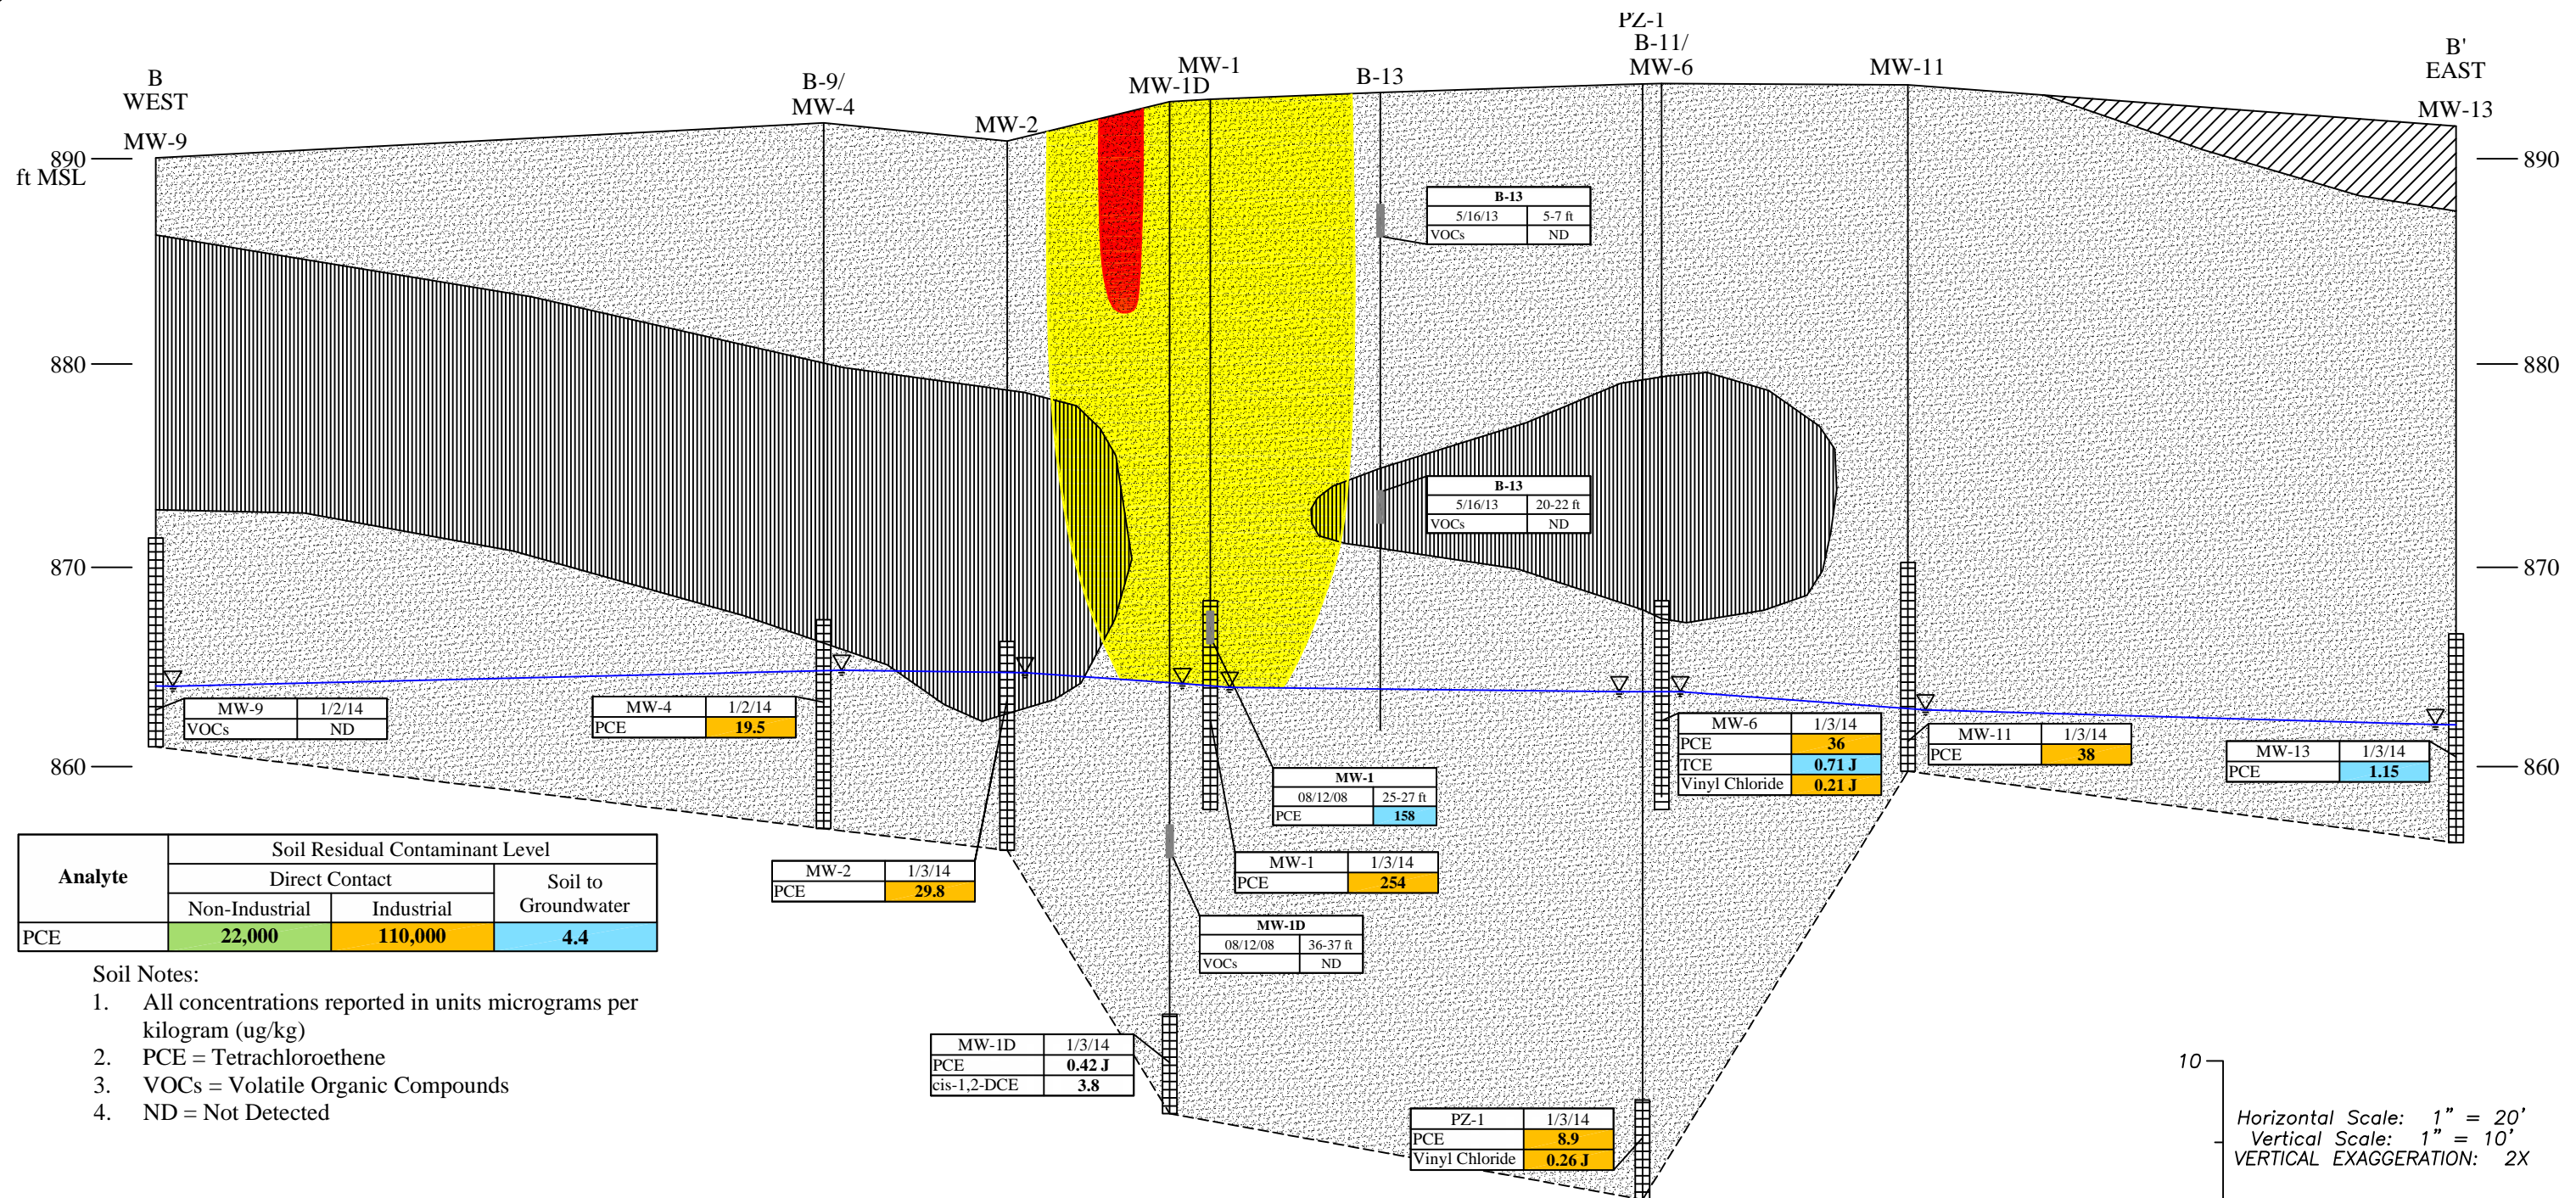 PZ-1
B-11/
MW-6
B
WEST
MW-9
B-9/
MW-4
MW-2
MW-1D
MW-1
B-13
MW-11
B'
EAST
MW-13
890
ft MSL
880
870
860
890
880
870
860
B-13
5/16/13 5-7 ft
VOCs ND
B-13
5/16/13 20-22 ft
VOCs ND
MW-9 1/2/14
VOCs ND
MW-4 1/2/14
PCE 19.5
MW-2 1/3/14
PCE 29.8
MW-1
08/12/08 25-27 ft
PCE 158
MW-1 1/3/14
PCE 254
MW-1D
08/12/08 36-37 ft
VOCs ND
MW-1D 1/3/14
PCE 0.42 J
cis-1,2-DCE 3.8
MW-6 1/3/14
PCE 36
TCE 0.71 J
Vinyl Chloride 0.21 J
MW-11 1/3/14
PCE 38
MW-13 1/3/14
PCE 1.15
PZ-1 1/3/14
PCE 8.9
Vinyl Chloride 0.26 J
Analyte
Soil Residual Contaminant Level
Direct Contact
Soil to
Groundwater
Non-Industrial Industrial
PCE 22,000 110,000 4.4
Soil Notes:
1. All concentrations reported in units micrograms per
kilogram (ug/kg)
2. PCE = Tetrachloroethene
3. VOCs = Volatile Organic Compounds
4. ND = Not Detected
10
Horizontal Scale: 1" = 20'
Vertical Scale: 1" = 10'
VERTICAL EXAGGERATION: 2X